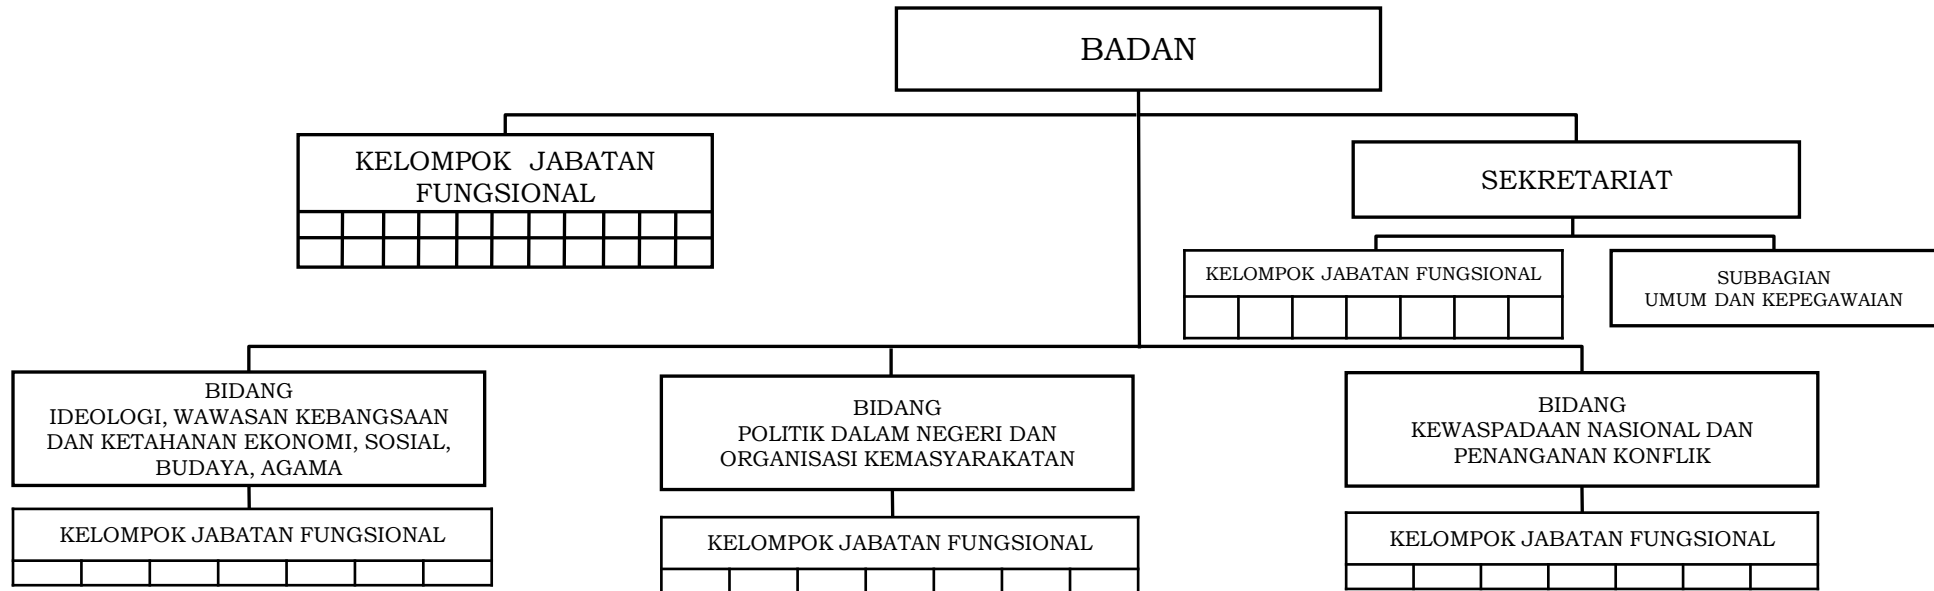 BADAN
KELOMPOK JABATAN
FUNGSIONAL
SEKRETARIAT
KELOMPOK JABATAN FUNGSIONAL
SUBBAGIAN
UMUM DAN KEPEGAWAIAN
BIDANG
IDEOLOGI, WAWASAN KEBANGSAAN
DAN KETAHANAN EKONOMI, SOSIAL,
BUDAYA, AGAMA
BIDANG
POLITIK DALAM NEGERI DAN
ORGANISASI KEMASYARAKATAN
BIDANG
KEWASPADAAN NASIONAL DAN
PENANGANAN KONFLIK
KELOMPOK JABATAN FUNGSIONAL
KELOMPOK JABATAN FUNGSIONAL
KELOMPOK JABATAN FUNGSIONAL